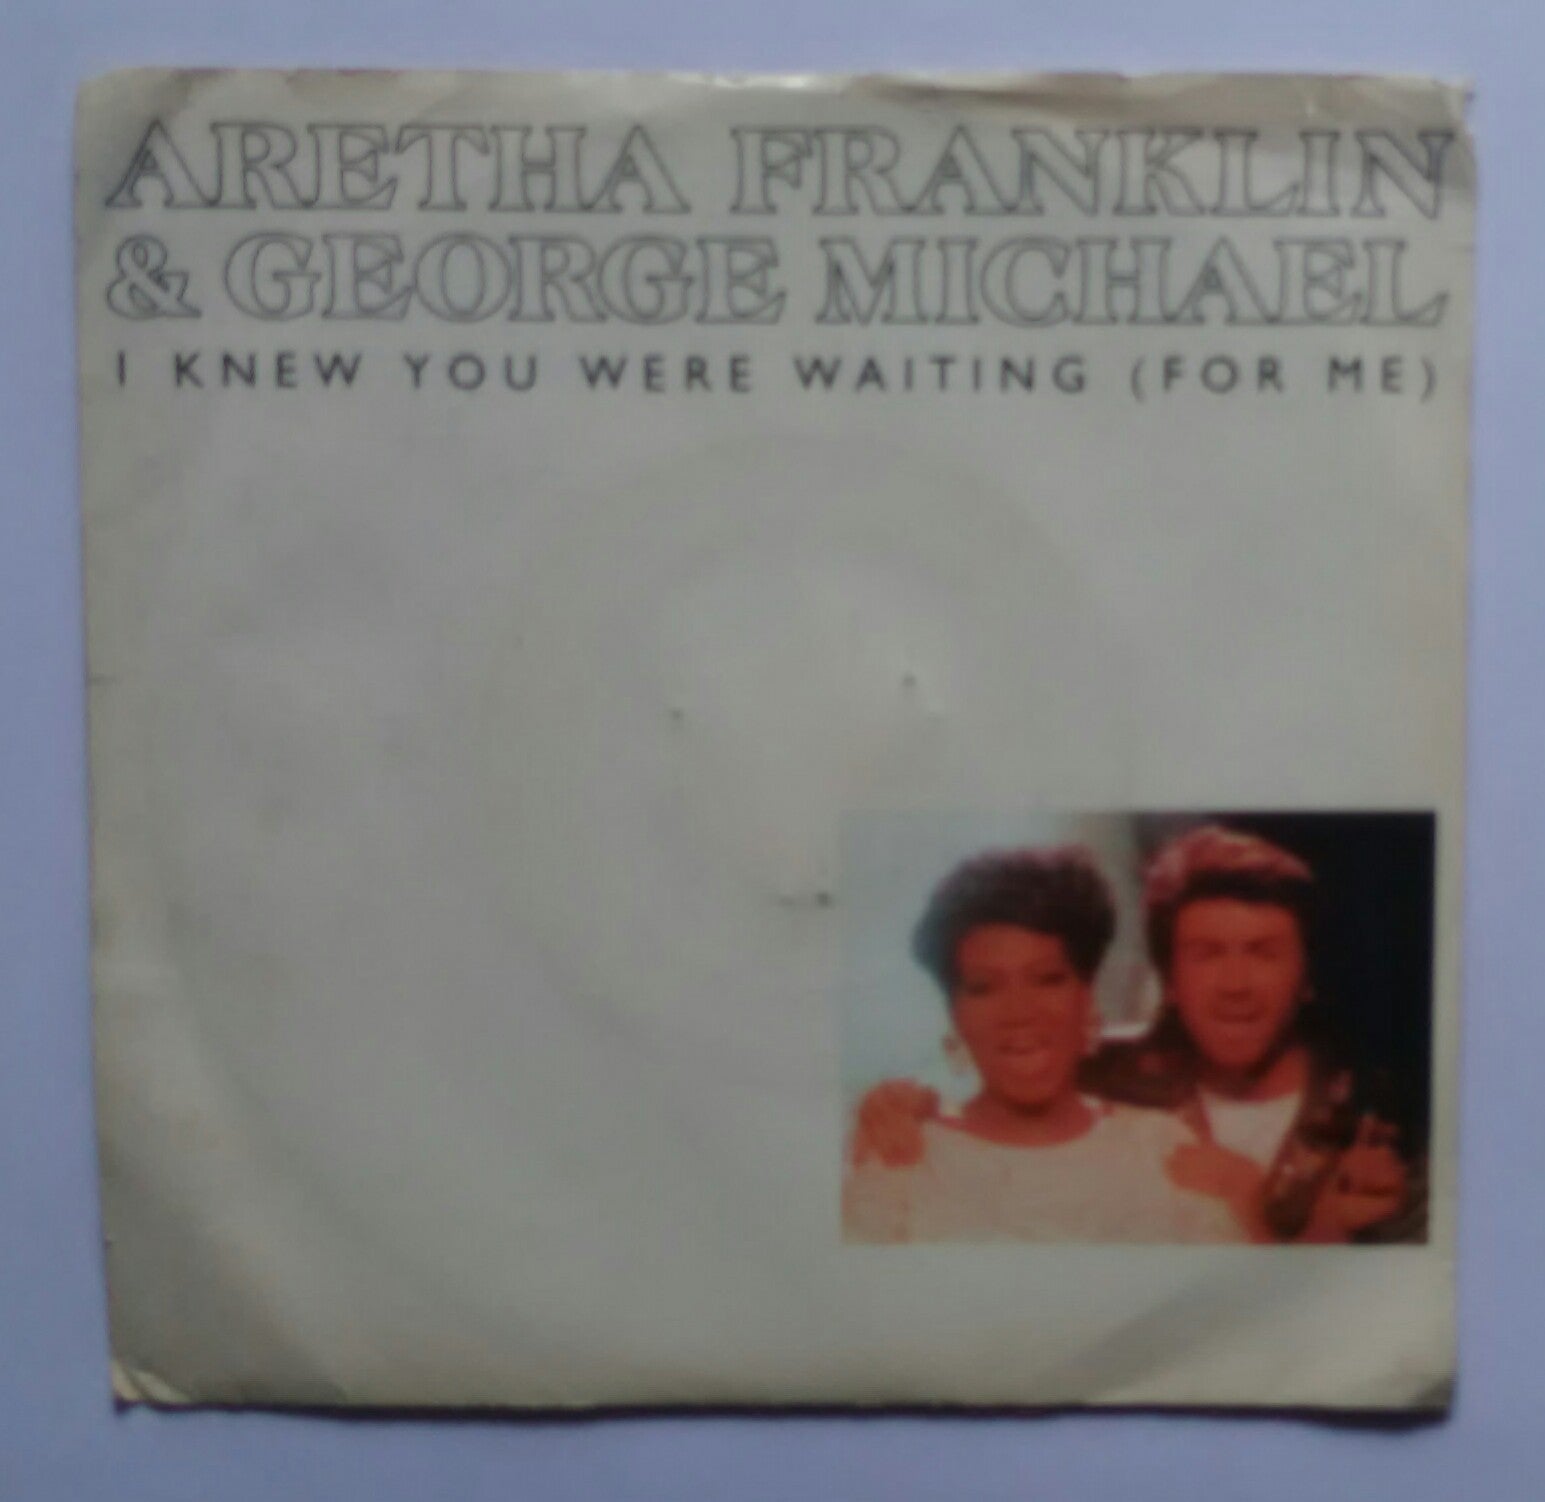 ARETHA FRANKLIN
& GEORGE MICHAEL
I KNEW YOU WERE WAITING (FOR ME)